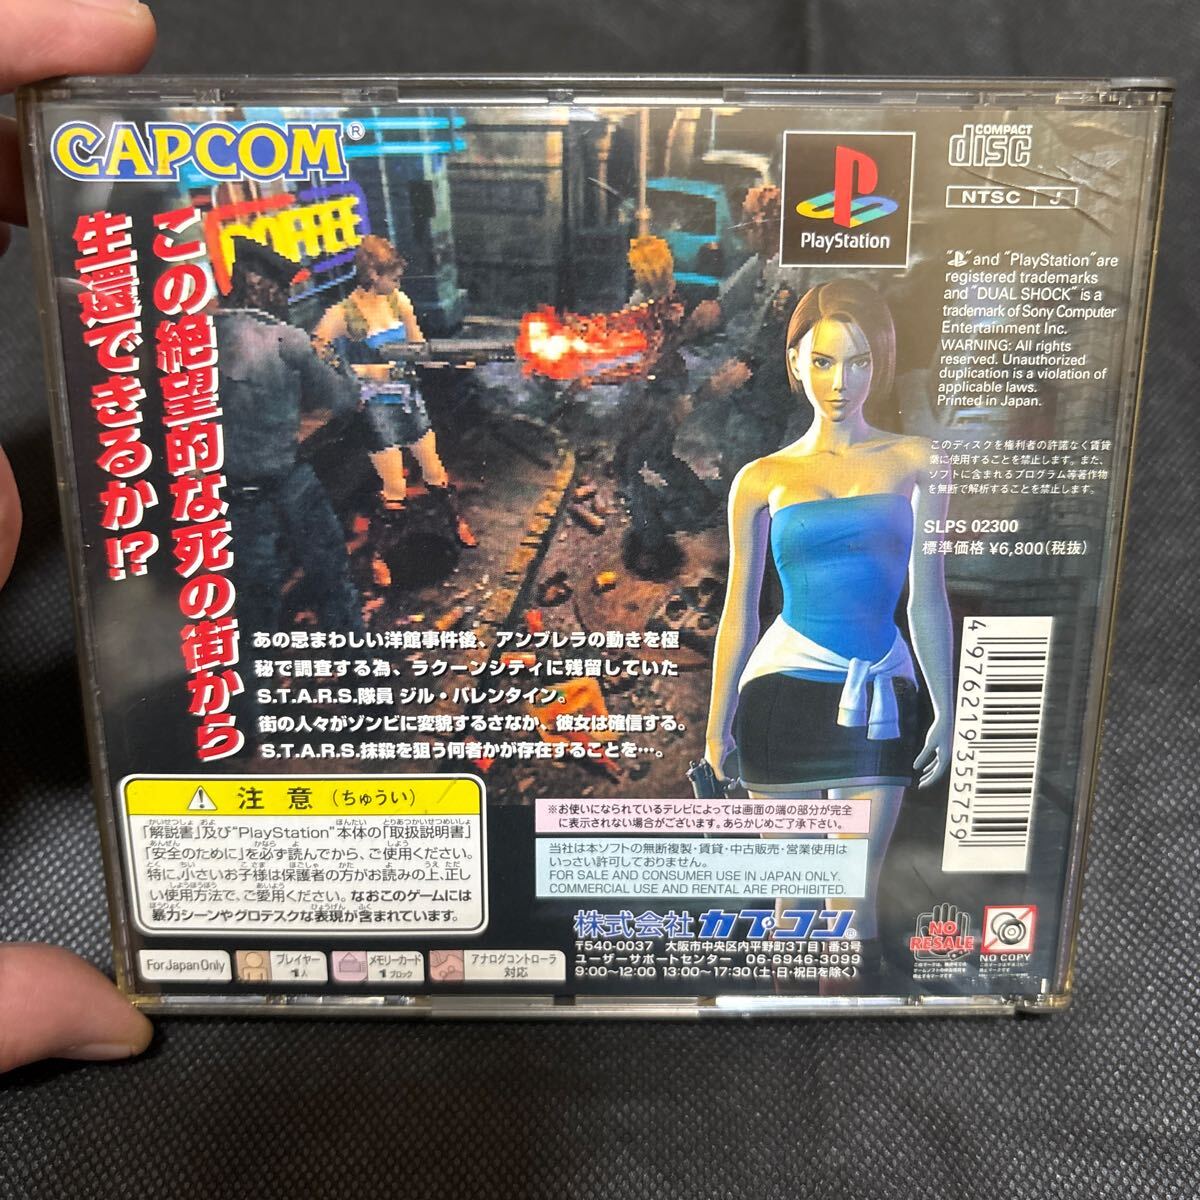 CAPCOM®
COFFEE
この絶望的な死の街から
生還できるか!?
PlayStation
COMPACT
disc
NTSC J
"PS" and "PlayStation" are
registered trademarks
and "DUAL SHOCK" is a
trademark of Sony Computer
Entertainment Inc.
WARNING: All rights
reserved. Unauthorized
duplication is a violation of
applicable laws.
Printed in Japan.
このディスクを権利者の許諾なく賃貸
業に使用することを禁止します。また、
ソフトに含まれるプログラム等著作物
を無断で解析することを禁止します。
SLPS 02300
標準価格 ¥6,800(税抜)
4976219355759
あの忌まわしい洋館事件後、アンブレラの動きを極
秘で調査する為、ラクーンシティに残留していた
S.T.A.R.S.隊員 ジル・バレンタイン。
街の人々がゾンビに変貌するさなか、彼女は確信する。
S.T.A.R.S.抹殺を狙う何者かが存在することを…。
注意(ちゅうい)
「解説書」及び"PlayStation"本体の「取扱説明書」
「安全のために」を必ず読んでから、ご使用ください。
特に、小さいお子様は保護者の方がお読みの上、正し
い使用方法で、ご愛用ください。なおこのゲームには
暴力シーンやグロテスクな表現が含まれています。
※お使いになられているテレビによっては画面の端の部分が完全
に表示されない場合がございます。あらかじめご了承下さい。
当社は本ソフトの無断複製・賃貸・中古販売・営業使用は
いっさい許可しておりません。
FOR SALE AND CONSUMER USE IN JAPAN ONLY.
COMMERCIAL USE AND RENTAL ARE PROHIBITED.
株式会社 カプコン®
〒540-0037 大阪市中央区内平野町3丁目1番3号
ユーザーサポートセンター 06-6946-3099
9:00~12:00 13:00~17:30(土・日・祝日を除く)
For Japan Only
プレイヤー
1人
メモリーカード
1ブロック
アナログコントローラ
対応
NO
RESALE
NO COPY